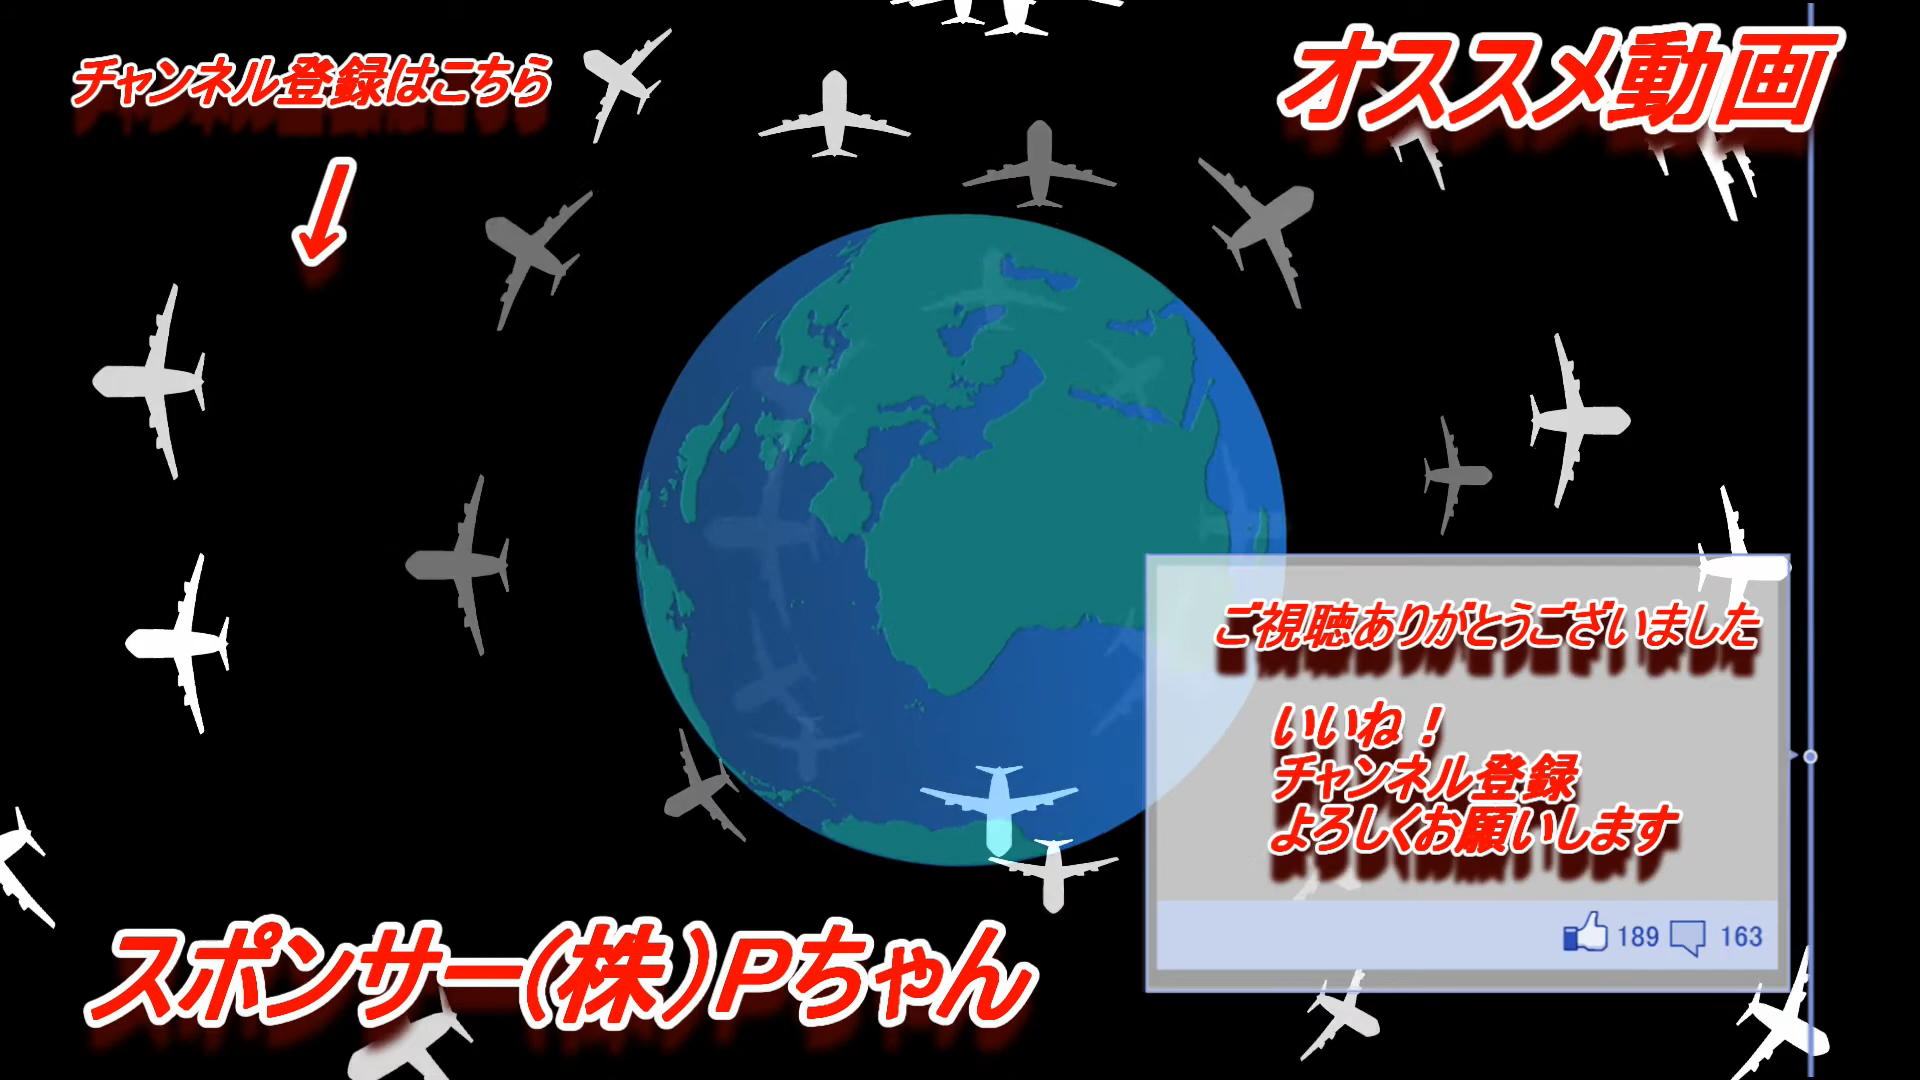 チャンネル登録はこちら
↓
オススメ動画
ご視聴ありがとうございました
いいね！
チャンネル登録
よろしくお願いします
189 163
スポンサー(株)Pちゃん